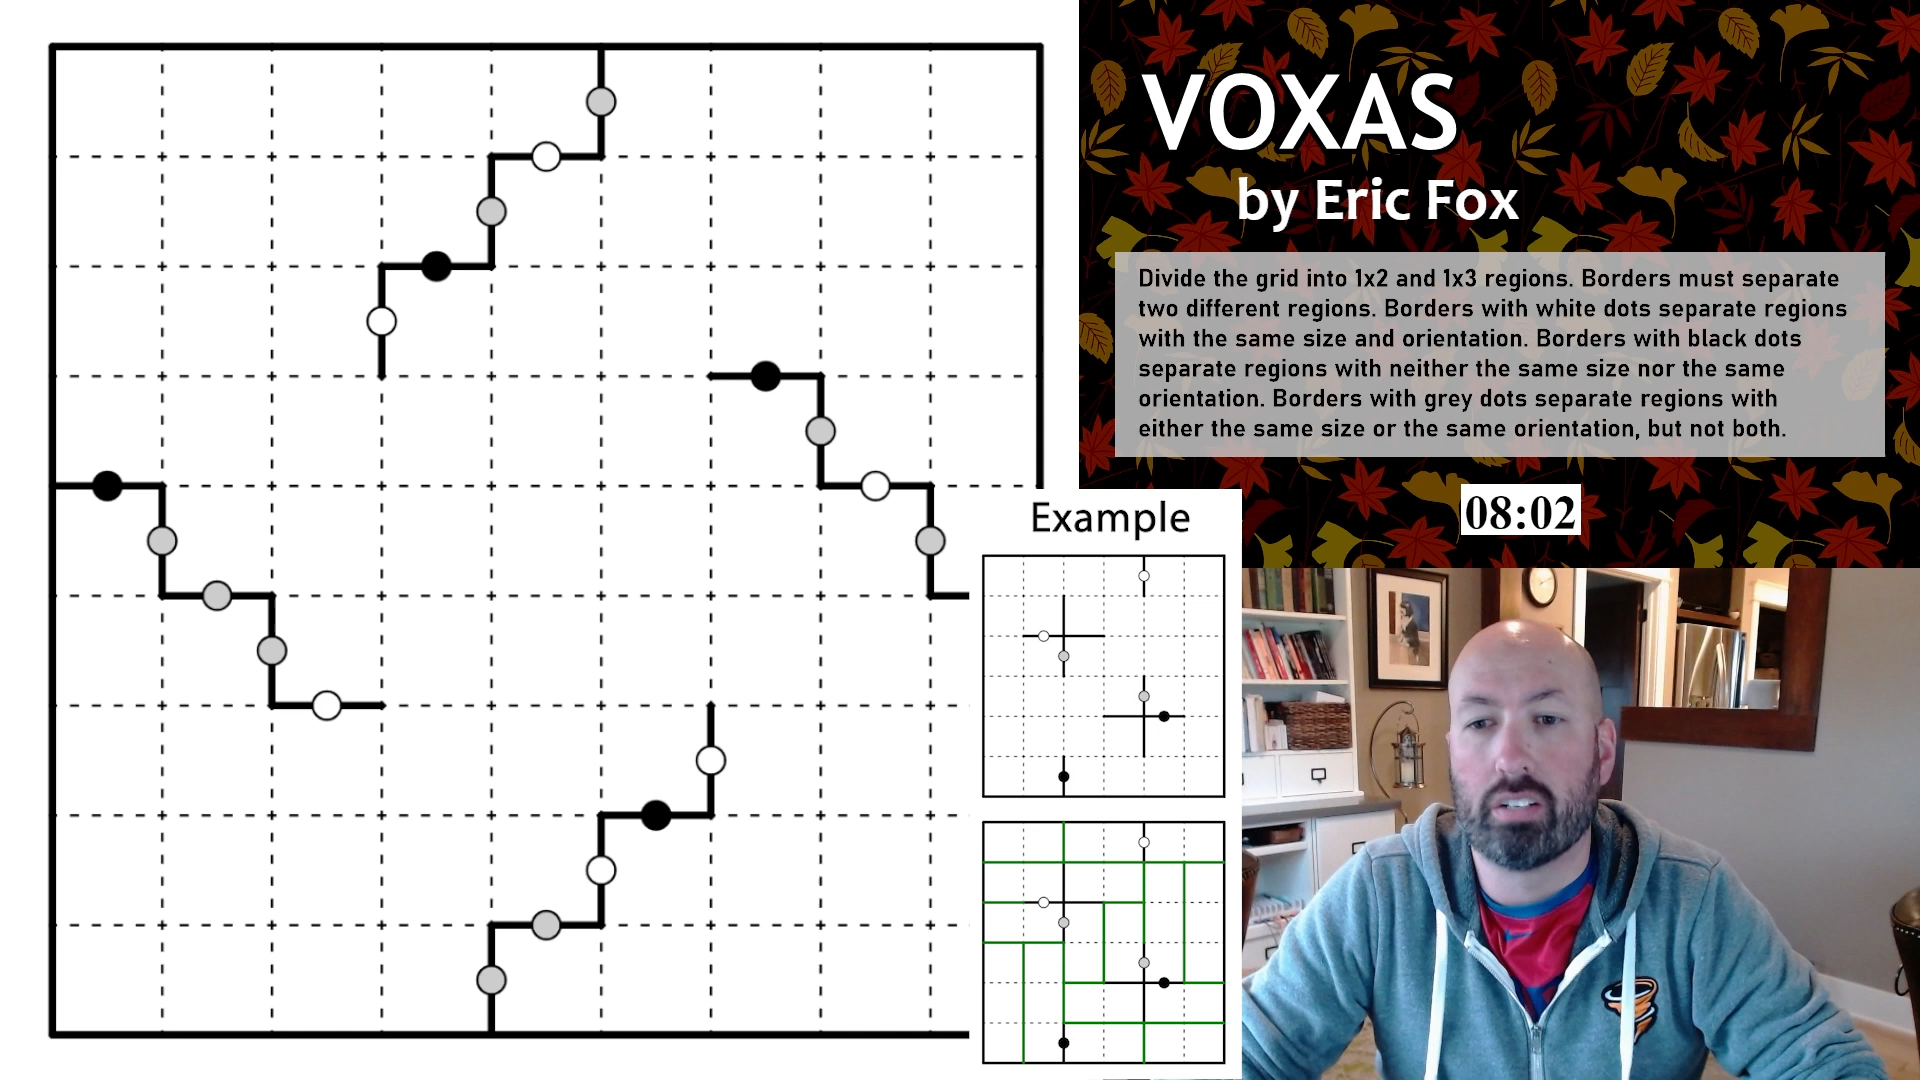 VOXAS
by Eric Fox
Divide the grid into 1x2 and 1x3 regions. Borders must separate
two different regions. Borders with white dots separate regions
with the same size and orientation. Borders with black dots
separate regions with neither the same size nor the same
orientation. Borders with grey dots separate regions with
either the same size or the same orientation, but not both.
08:02
Example